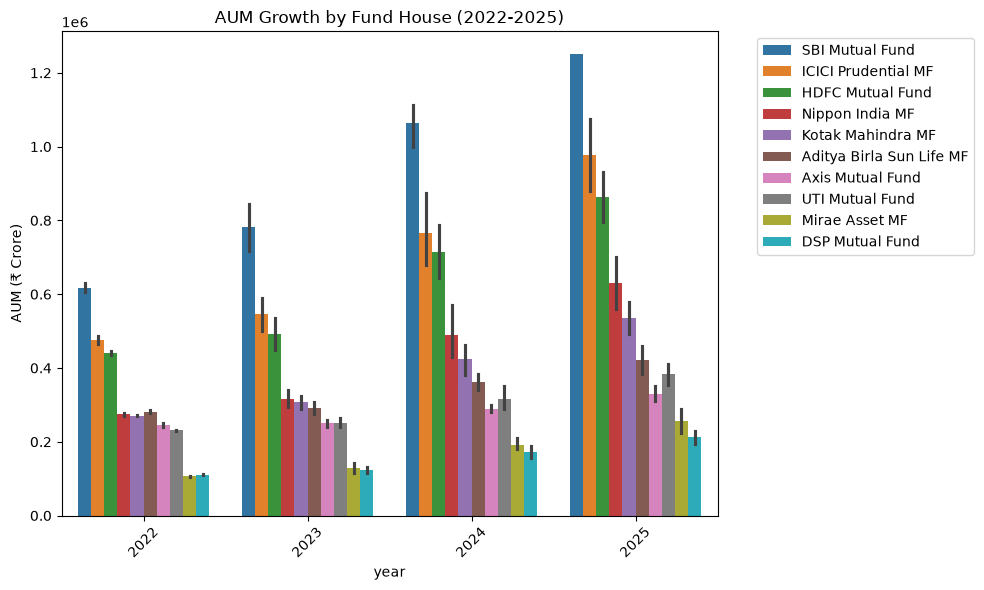 AUM Growth by Fund House (2022-2025)
1e6
1.2
1.0
0.8
0.6
0.4
0.2
0.0
AUM (₹ Crore)
2022
2023
2024
2025
year
SBI Mutual Fund
ICICI Prudential MF
HDFC Mutual Fund
Nippon India MF
Kotak Mahindra MF
Aditya Birla Sun Life MF
Axis Mutual Fund
UTI Mutual Fund
Mirae Asset MF
DSP Mutual Fund